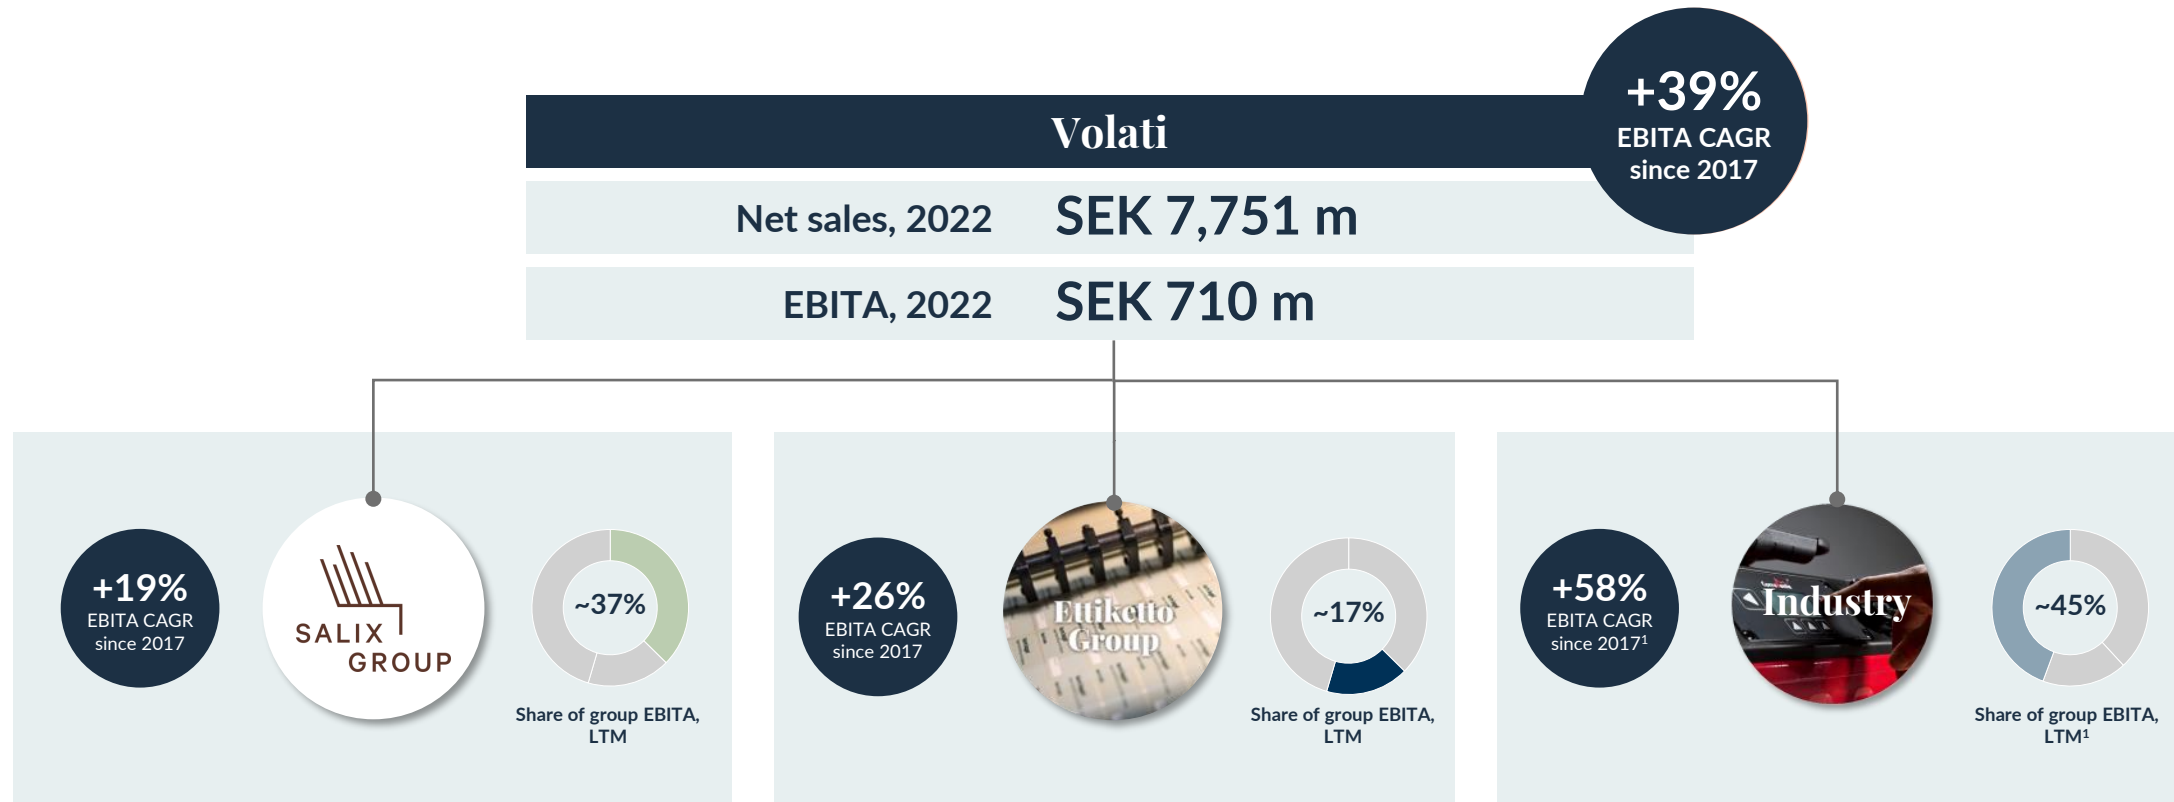 +39%
EBITA CAGR
since 2017
Volati
Net sales, 2022 SEK 7,751 m
EBITA, 2022 SEK 710 m
+19%
EBITA CAGR
since 2017
SALIX
GROUP
~37%
Share of group EBITA,
LTM
+26%
EBITA CAGR
since 2017
Ettiketto
Group
~17%
Share of group EBITA,
LTM
+58%
EBITA CAGR
since 2017¹
Industry
~45%
Share of group EBITA,
LTM¹